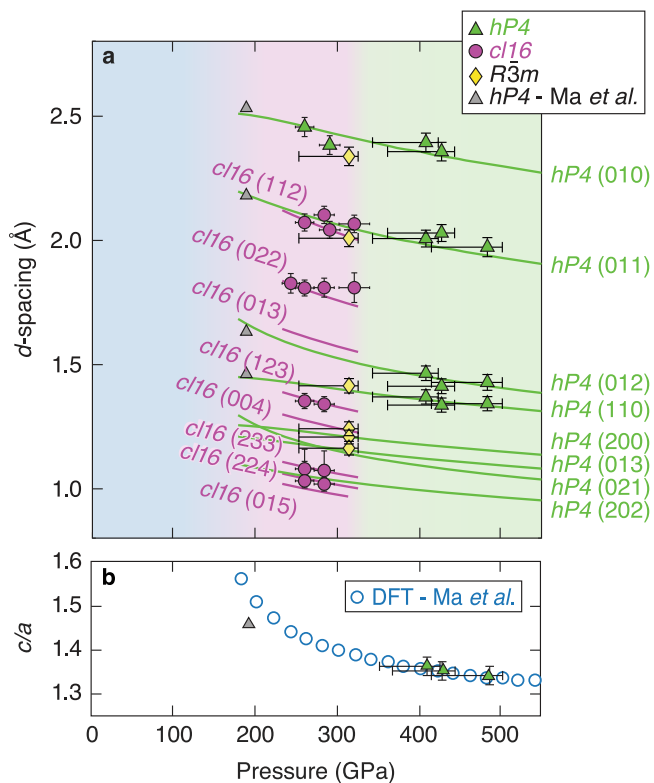 hP4
cI16
R3̄m
hP4 - Ma et al.
a
2.5
2.0
1.5
1.0
d-spacing (Å)
cI16 (112)
cI16 (022)
cI16 (013)
cI16 (123)
cI16 (004)
cI16 (233)
cI16 (224)
cI16 (015)
hP4 (010)
hP4 (011)
hP4 (012)
hP4 (110)
hP4 (200)
hP4 (013)
hP4 (021)
hP4 (202)
b
DFT - Ma et al.
1.6
1.5
1.4
1.3
c/a
0
100
200
300
400
500
Pressure (GPa)